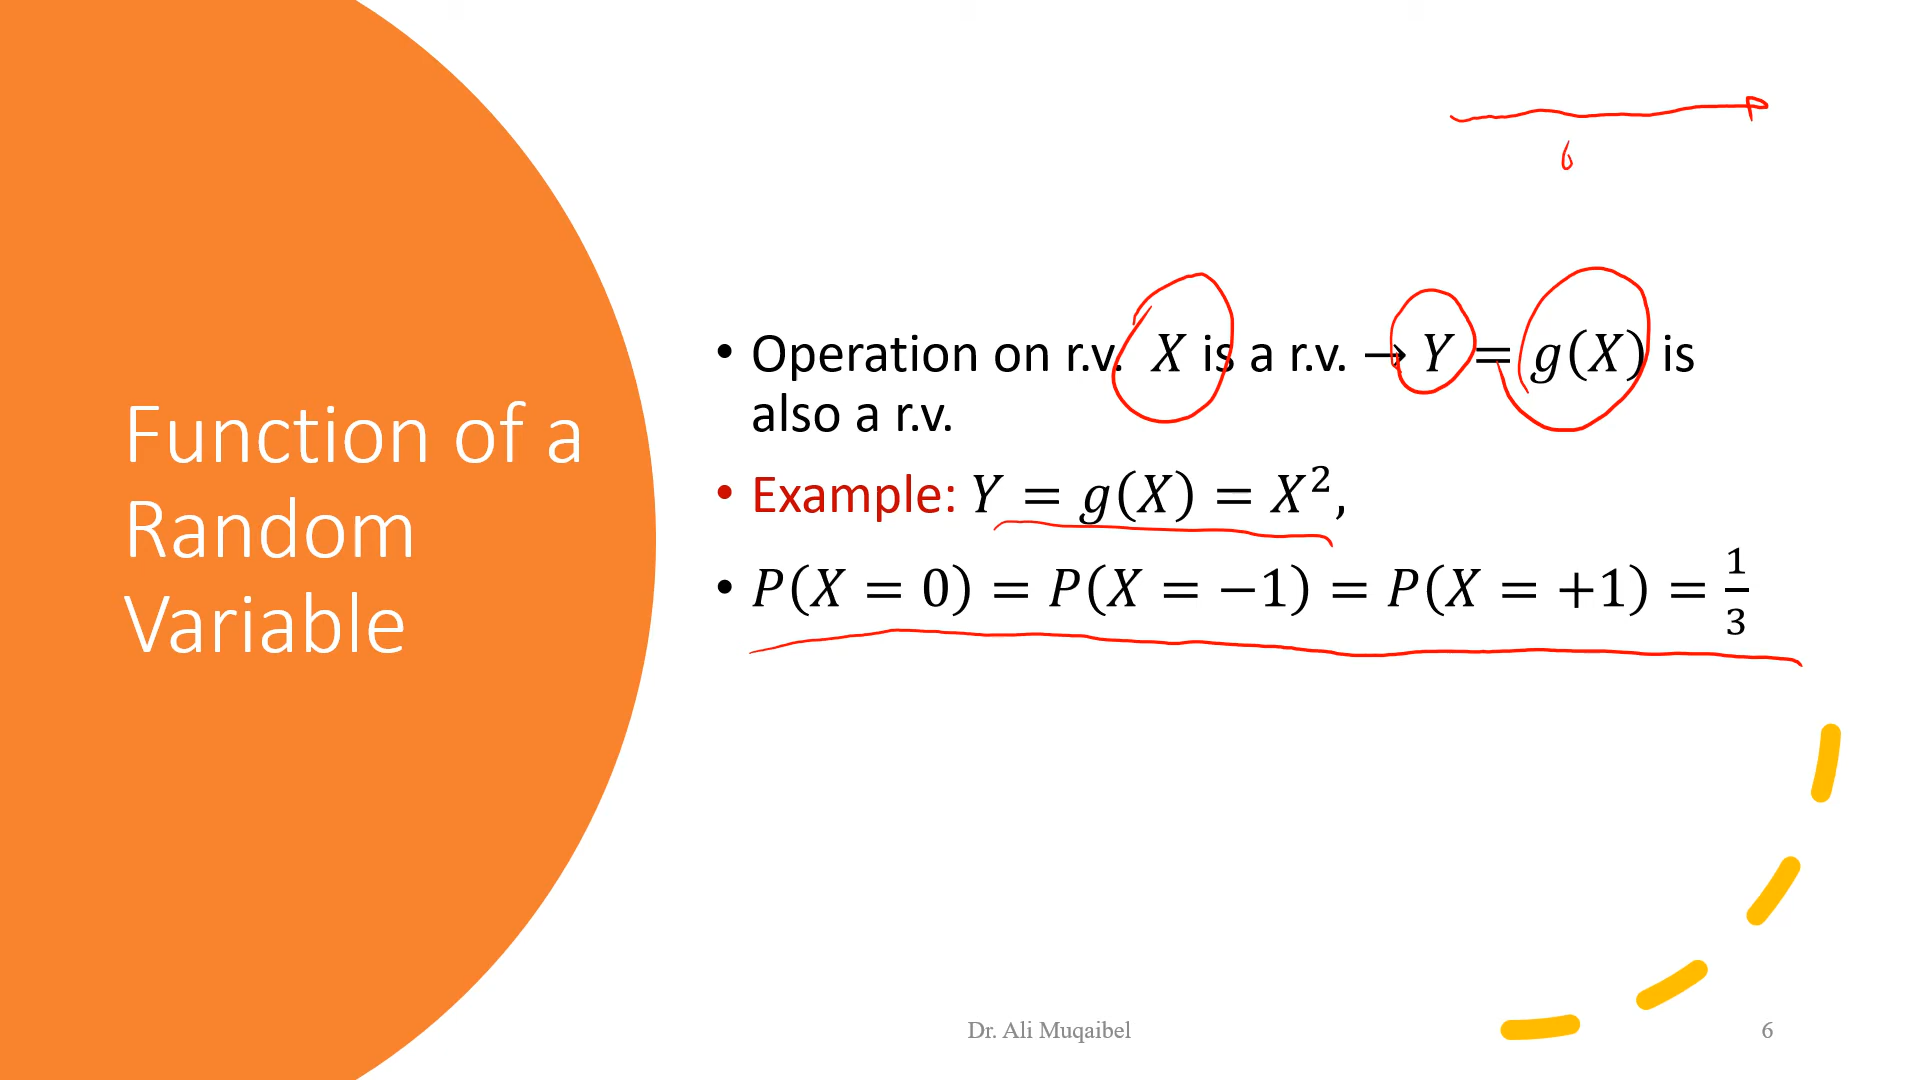 Function of a
Random
Variable
0
• Operation on r.v. X is a r.v. → Y = g(X) is
also a r.v.
• Example: Y = g(X) = X²,
• P(X = 0) = P(X = −1) = P(X = +1) = 1/3
Dr. Ali Muqaibel
6